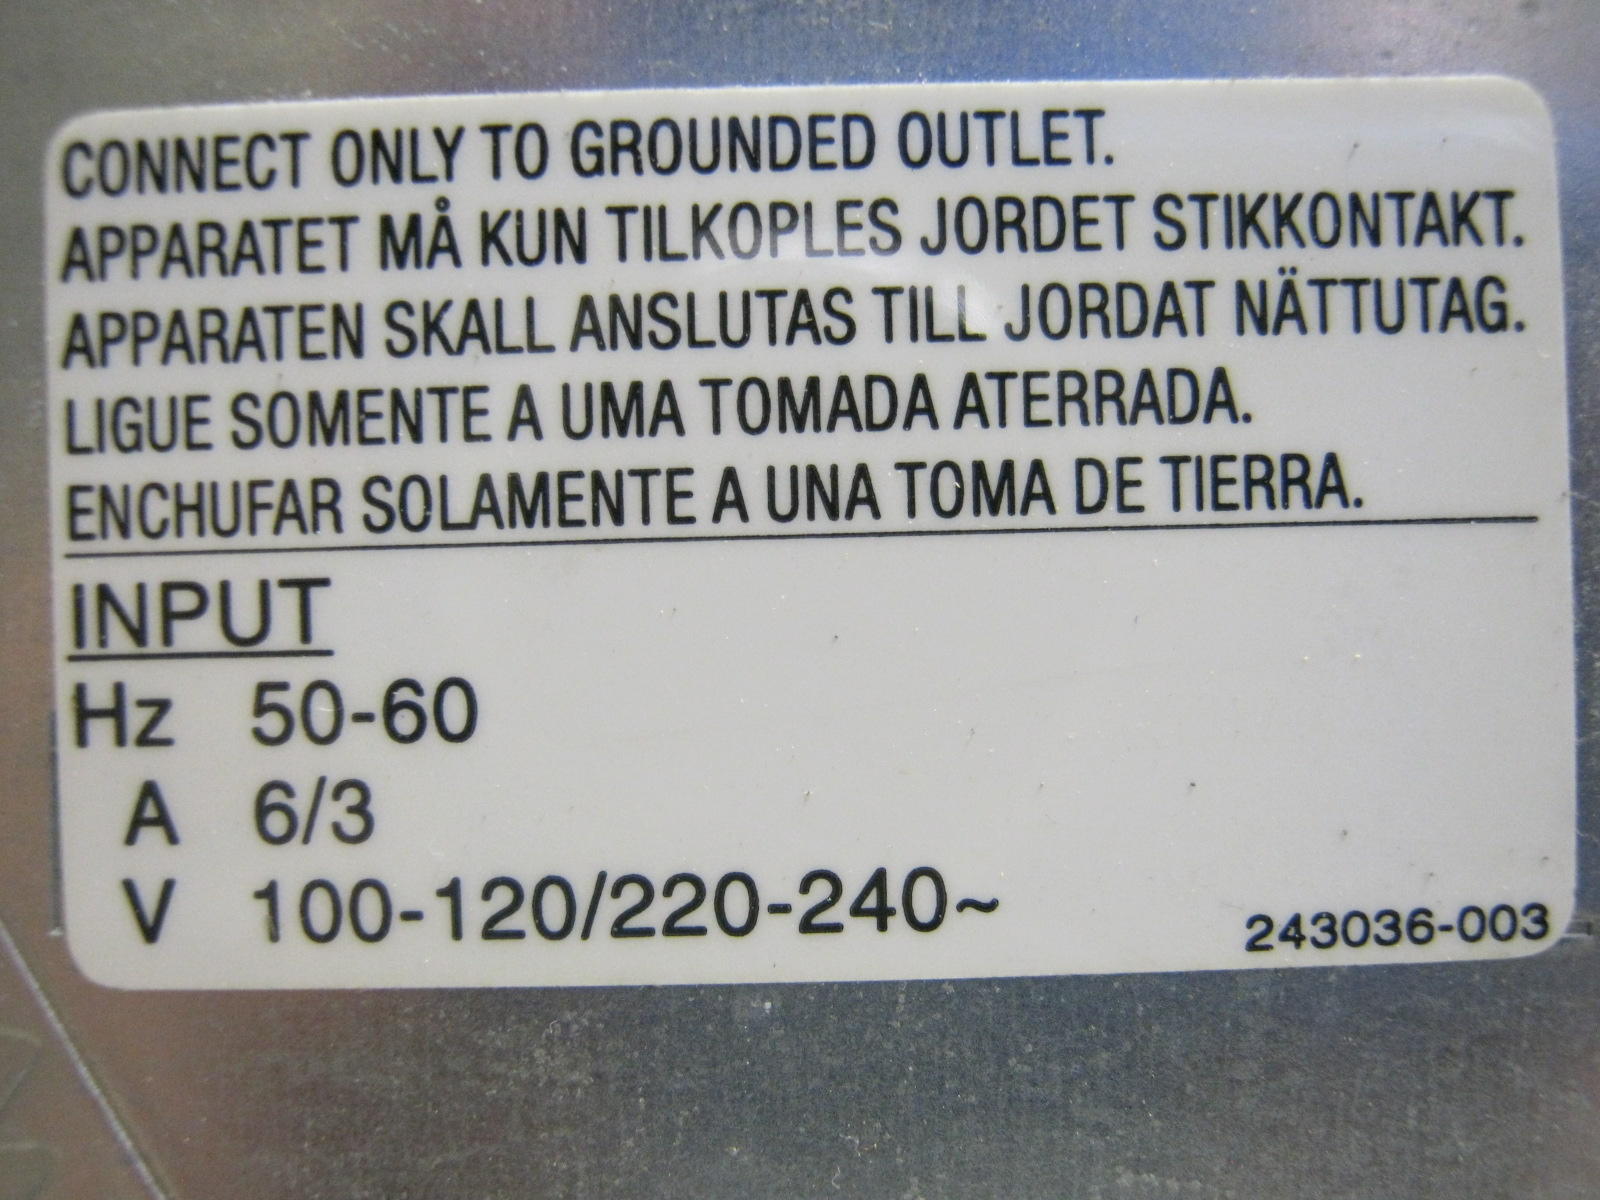 CONNECT ONLY TO GROUNDED OUTLET.
APPARATET MÅ KUN TILKOPLES JORDET STIKKONTAKT.
APPARATEN SKALL ANSLUTAS TILL JORDAT NÄTTUTAG.
LIGUE SOMENTE A UMA TOMADA ATERRADA.
ENCHUFAR SOLAMENTE A UNA TOMA DE TIERRA.
INPUT
Hz 50-60
A 6/3
V 100-120/220-240~
243036-003